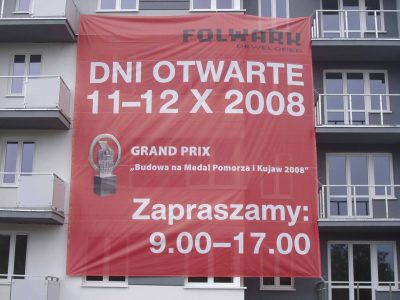 FOLWARK
DEWELOPER
DNI OTWARTE
11–12 X 2008
GRAND PRIX
„Budowa na Medal Pomorza i Kujaw 2008"
Zapraszamy:
9.00–17.00